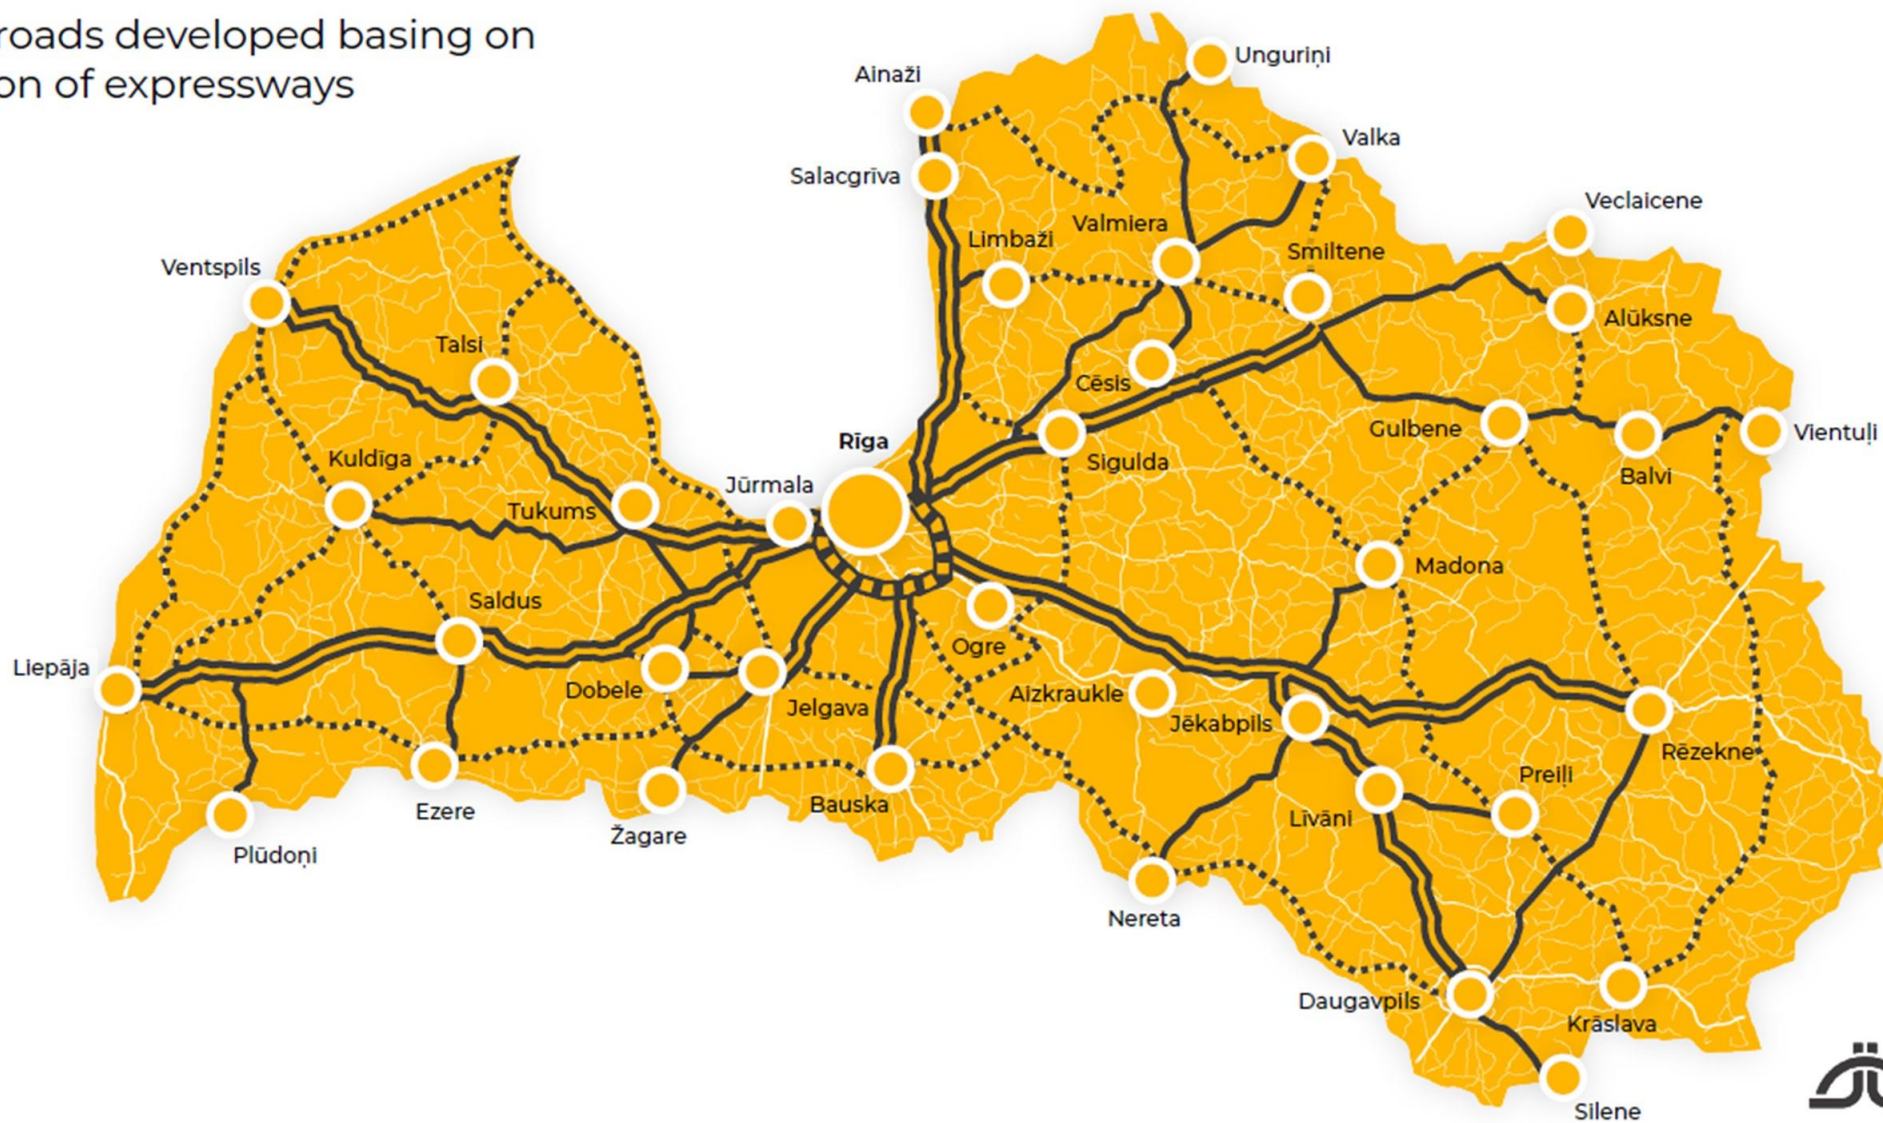 roads developed basing on
on of expressways
Ainaži
Unguriņi
Salacgrīva
Valka
Veclaicene
Valmiera
Limbaži
Smiltene
Ventspils
Alūksne
Talsi
Cēsis
Rīga
Gulbene
Vientuļi
Kuldīga
Sigulda
Balvi
Jūrmala
Tukums
Madona
Saldus
Ogre
Liepāja
Dobele
Jelgava
Aizkraukle
Jēkabpils
Rēzekne
Preiļi
Ezere
Bauska
Līvāni
Žagare
Plūdoņi
Nereta
Daugavpils
Krāslava
Silene